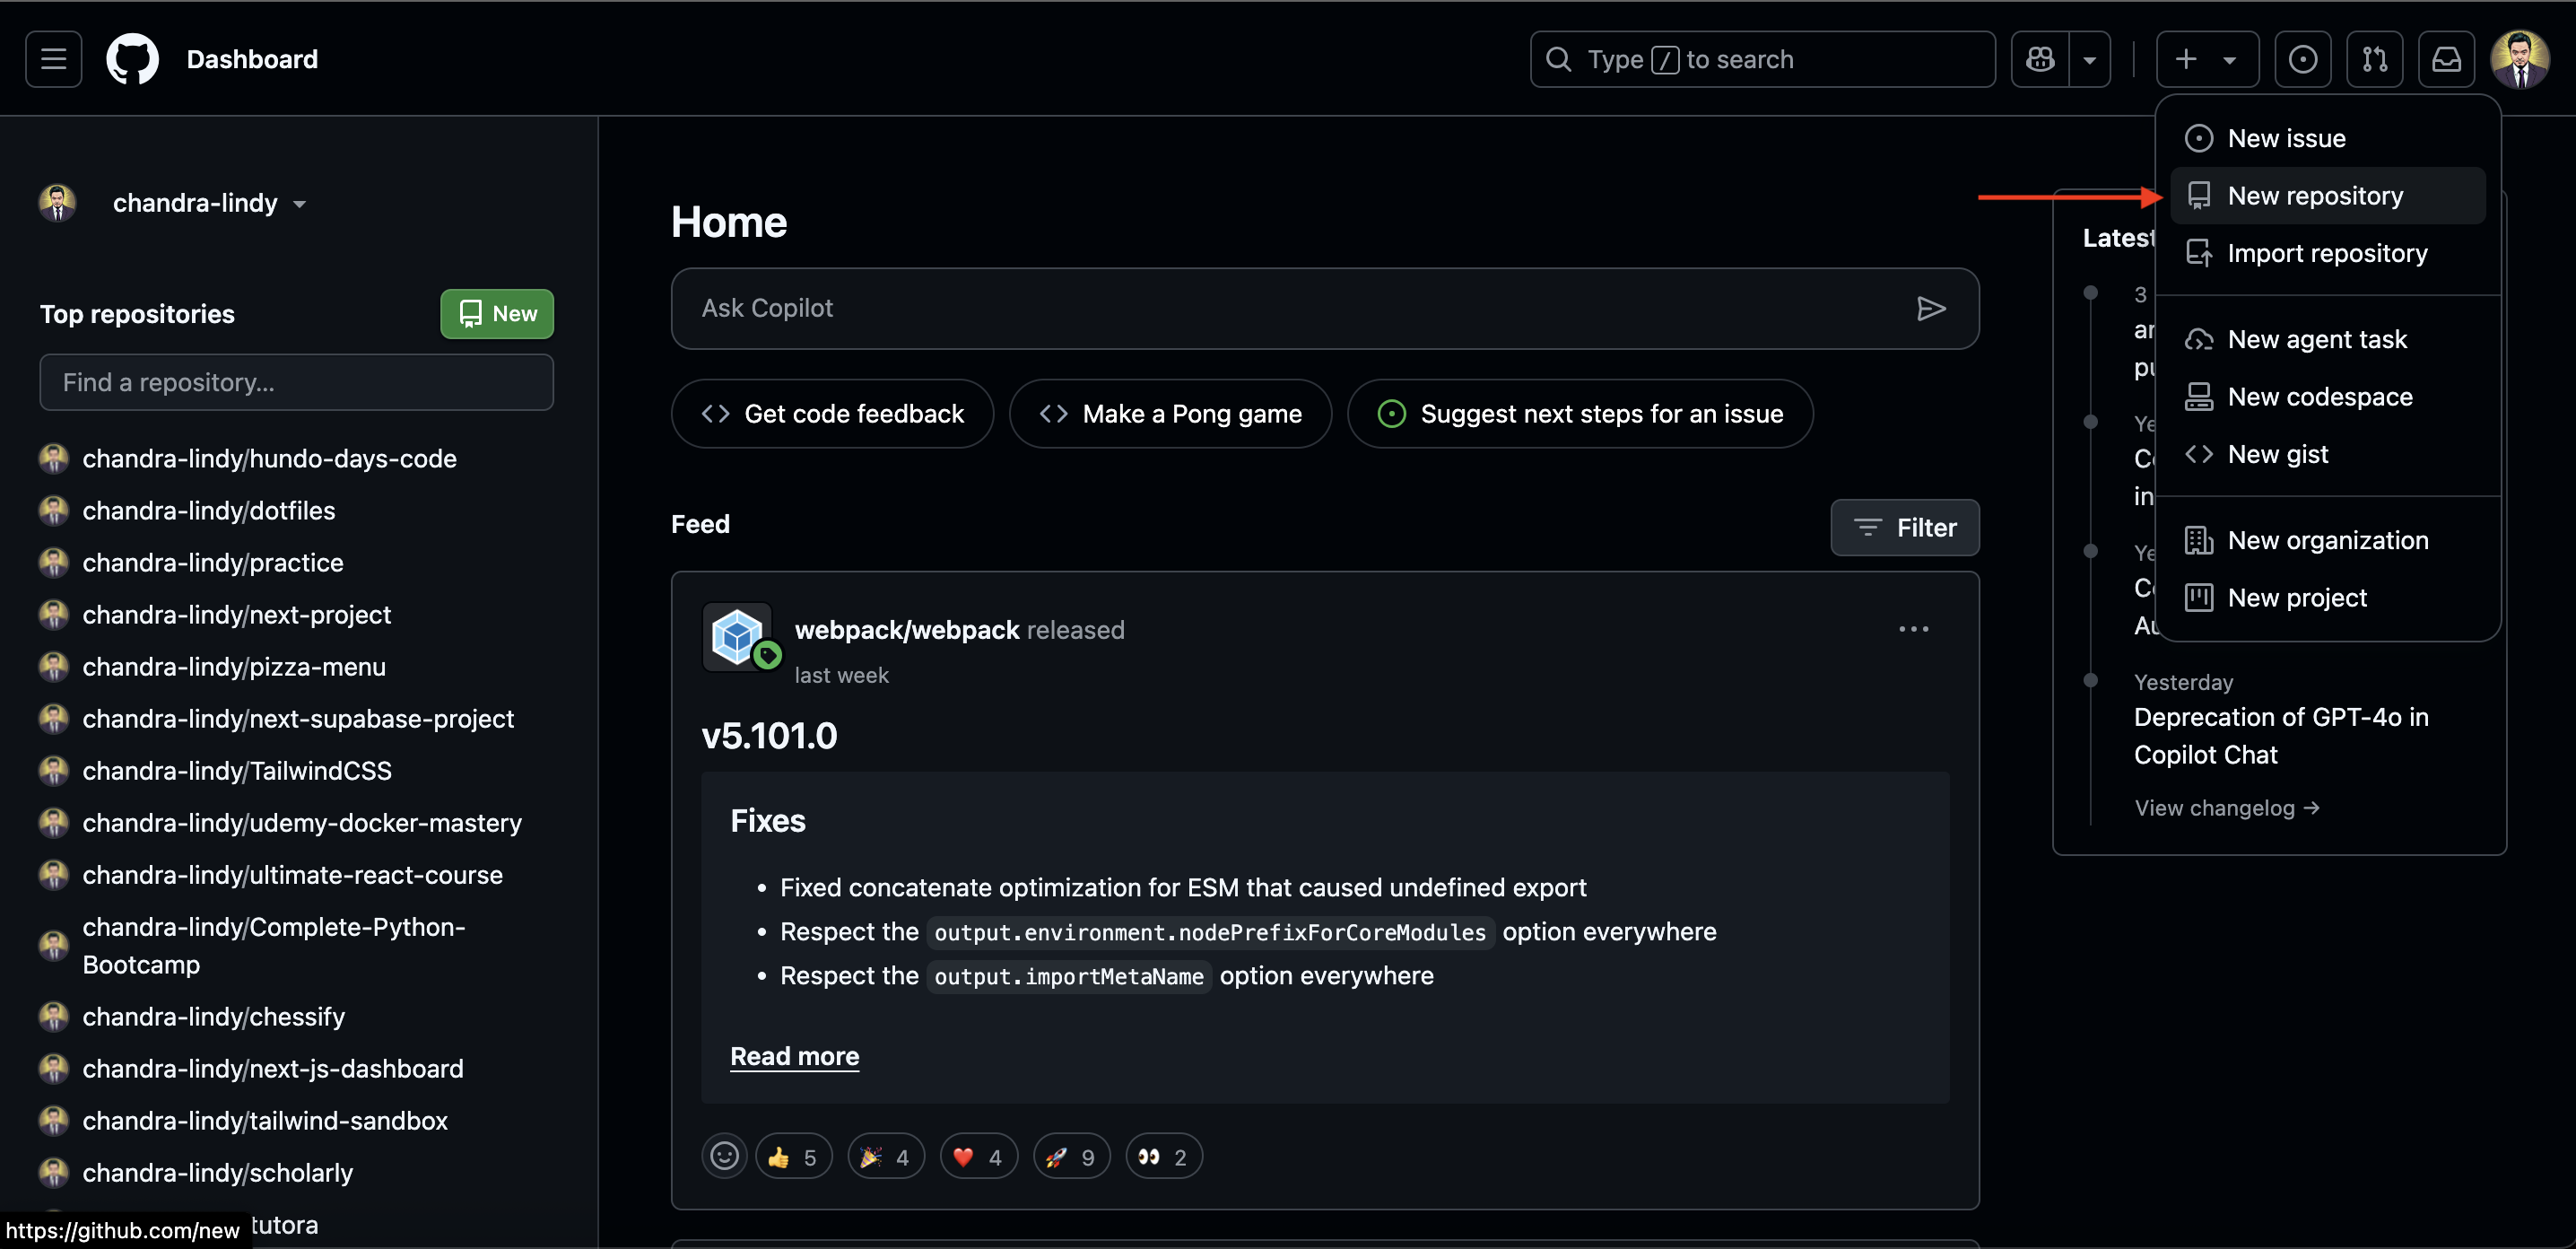 Dashboard
Type / to search
chandra-lindy
Top repositories
New
Find a repository...
chandra-lindy/hundo-days-code
chandra-lindy/dotfiles
chandra-lindy/practice
chandra-lindy/next-project
chandra-lindy/pizza-menu
chandra-lindy/next-supabase-project
chandra-lindy/TailwindCSS
chandra-lindy/udemy-docker-mastery
chandra-lindy/ultimate-react-course
chandra-lindy/Complete-Python-
Bootcamp
chandra-lindy/chessify
chandra-lindy/next-js-dashboard
chandra-lindy/tailwind-sandbox
chandra-lindy/scholarly
tutora
https://github.com/new
Home
Ask Copilot
Get code feedback
Make a Pong game
Suggest next steps for an issue
Feed
Filter
webpack/webpack released
last week
v5.101.0
Fixes
• Fixed concatenate optimization for ESM that caused undefined export
• Respect the output.environment.nodePrefixForCoreModules option everywhere
• Respect the output.importMetaName option everywhere
Read more
5
4
4
9
2
New issue
New repository
Import repository
New agent task
New codespace
New gist
New organization
New project
Latest
3
Yesterday
Deprecation of GPT-4o in
Copilot Chat
View changelog →